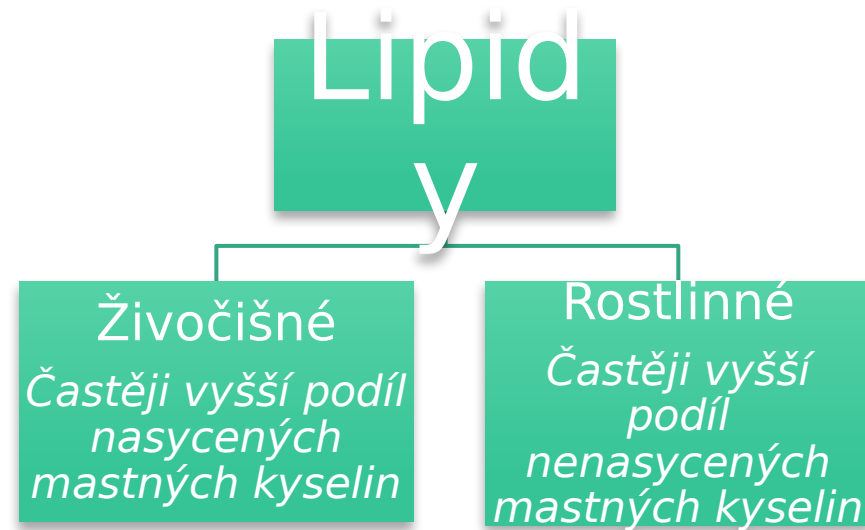 Lipid
y
Živočišné
Častěji vyšší podíl
nasycených
mastných kyselin
Rostlinné
Častěji vyšší
podíl
nenasycených
mastných kyselin